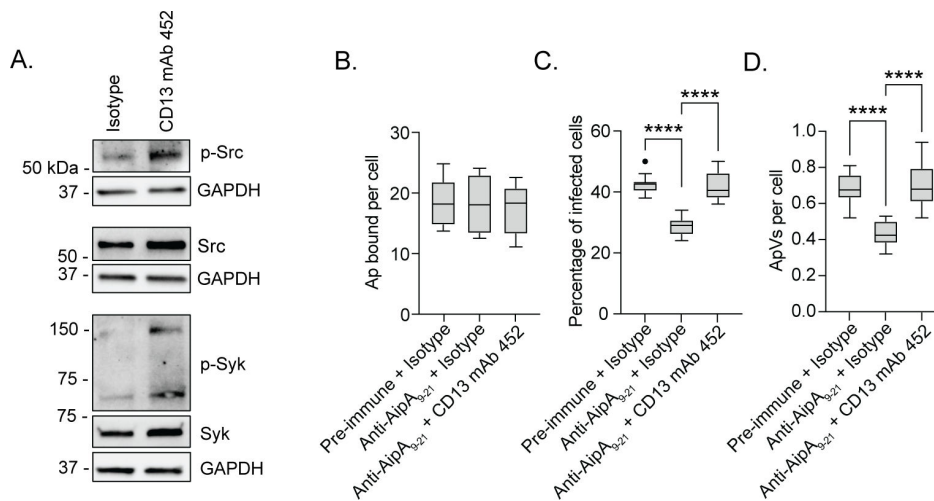 A.
Isotype
CD13 mAb 452
p-Src
50 kDa -
37 -
GAPDH
Src
50 -
37 -
GAPDH
150 -
p-Syk
75 -
75 -
Syk
37 -
GAPDH
B.
Ap bound per cell
30
20
10
0
Pre-immune + Isotype
Anti-AipA9-21 + Isotype
Anti-AipA9-21 + CD13 mAb 452
C.
****
****
Percentage of infected cells
60
40
20
0
Pre-immune + Isotype
Anti-AipA9-21 + Isotype
Anti-AipA9-21 + CD13 mAb 452
D.
****
****
ApVs per cell
1.0
0.8
0.6
0.4
0.2
0.0
Pre-immune + Isotype
Anti-AipA9-21 + Isotype
Anti-AipA9-21 + CD13 mAb 452